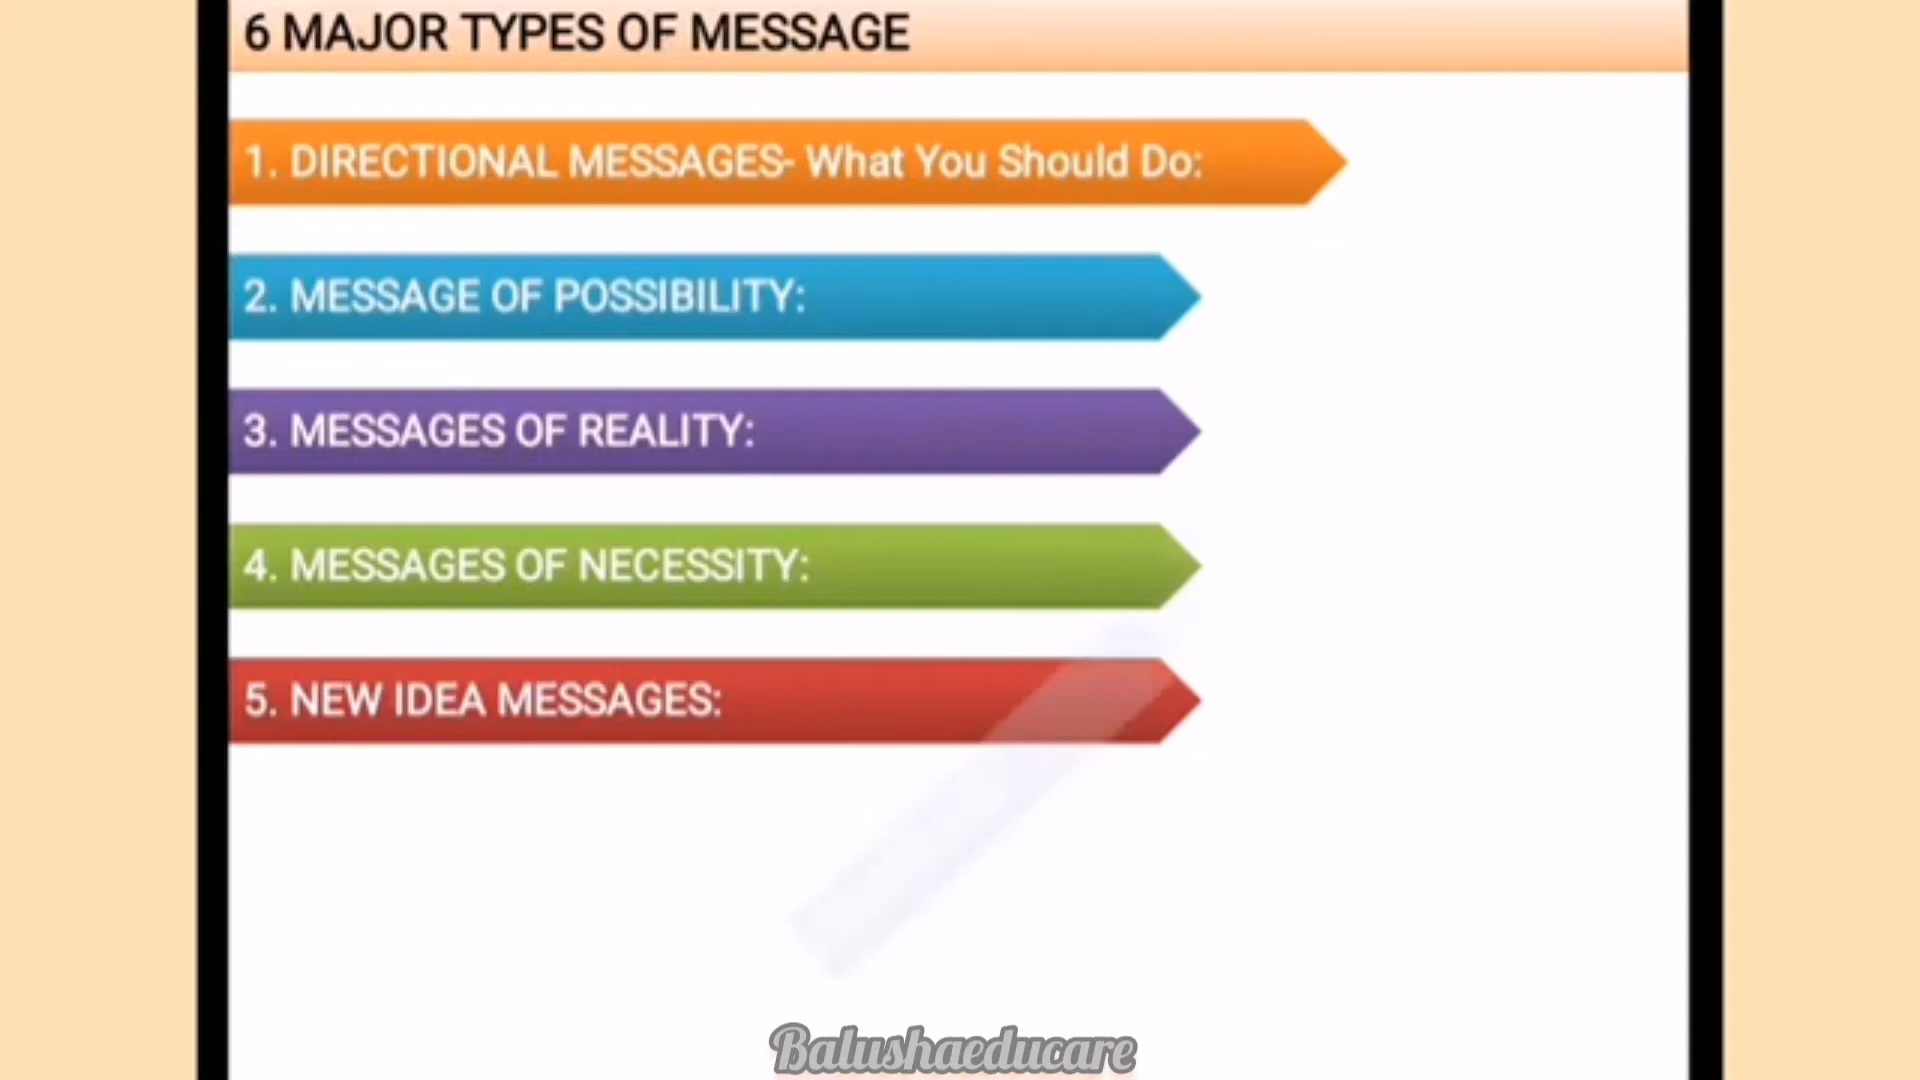 6 MAJOR TYPES OF MESSAGE
1. DIRECTIONAL MESSAGES- What You Should Do:
2. MESSAGE OF POSSIBILITY:
3. MESSAGES OF REALITY:
4. MESSAGES OF NECESSITY:
5. NEW IDEA MESSAGES:
Balushaeducare